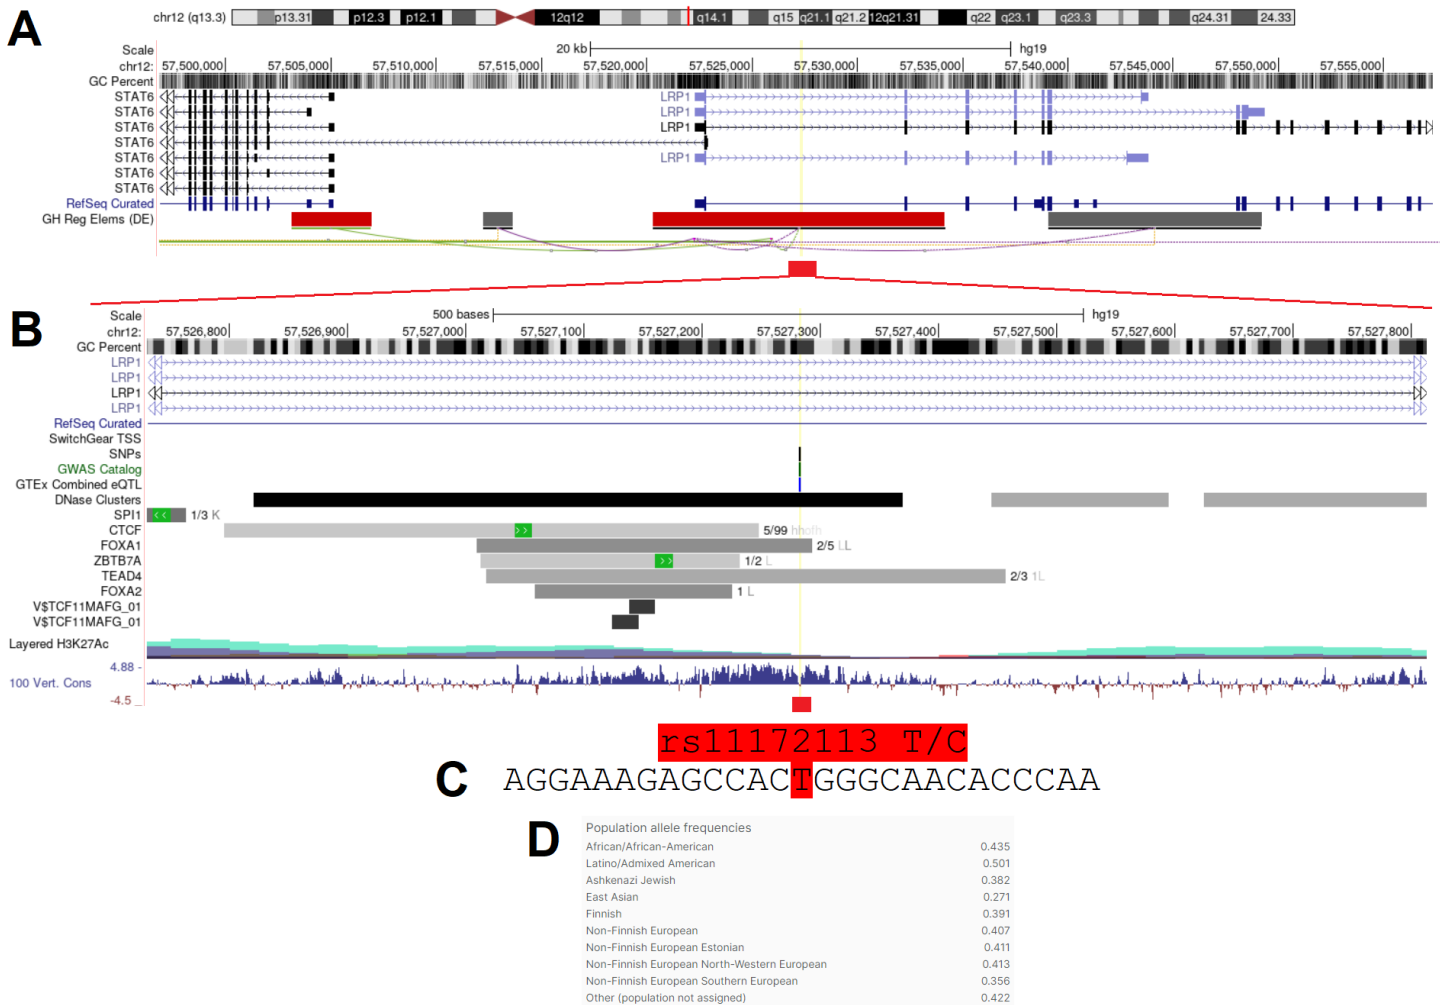 chr12 (q13.3) p13.31 p12.3 p12.1 12q12 q14.1 q15 q21.1 q21.2 12q21.31 q22 q23.1 q23.3 q24.31 24.33
A
Scale 20 kb hg19
chr12: 57,500,000 57,505,000 57,510,000 57,515,000 57,520,000 57,525,000 57,530,000 57,535,000 57,540,000 57,545,000 57,550,000 57,555,000
GC Percent
STAT6 LRP1
STAT6 LRP1
STAT6 LRP1
STAT6
STAT6 LRP1
STAT6
STAT6
RefSeq Curated
GH Reg Elems (DE)
B
Scale 500 bases hg19
chr12: 57,526,800 57,526,900 57,527,000 57,527,100 57,527,200 57,527,300 57,527,400 57,527,500 57,527,600 57,527,700 57,527,800
GC Percent
LRP1
LRP1
LRP1
LRP1
RefSeq Curated
SwitchGear TSS
SNPs
GWAS Catalog
GTEx Combined eQTL
DNase Clusters
SPI1 1/3 K
CTCF 5/99
FOXA1 2/5 LL
ZBTB7A 1/2 L
TEAD4 2/3 1L
FOXA2 1 L
V$TCF11MAFG_01
V$TCF11MAFG_01
Layered H3K27Ac
4.88 -
100 Vert. Cons
-4.5 _
rs11172113 T/C
C AGGAAAGAGCCACTGGGCAACACCCAA
D
Population allele frequencies
African/African-American 0.435
Latino/Admixed American 0.501
Ashkenazi Jewish 0.382
East Asian 0.271
Finnish 0.391
Non-Finnish European 0.407
Non-Finnish European Estonian 0.411
Non-Finnish European North-Western European 0.413
Non-Finnish European Southern European 0.356
Other (population not assigned) 0.422